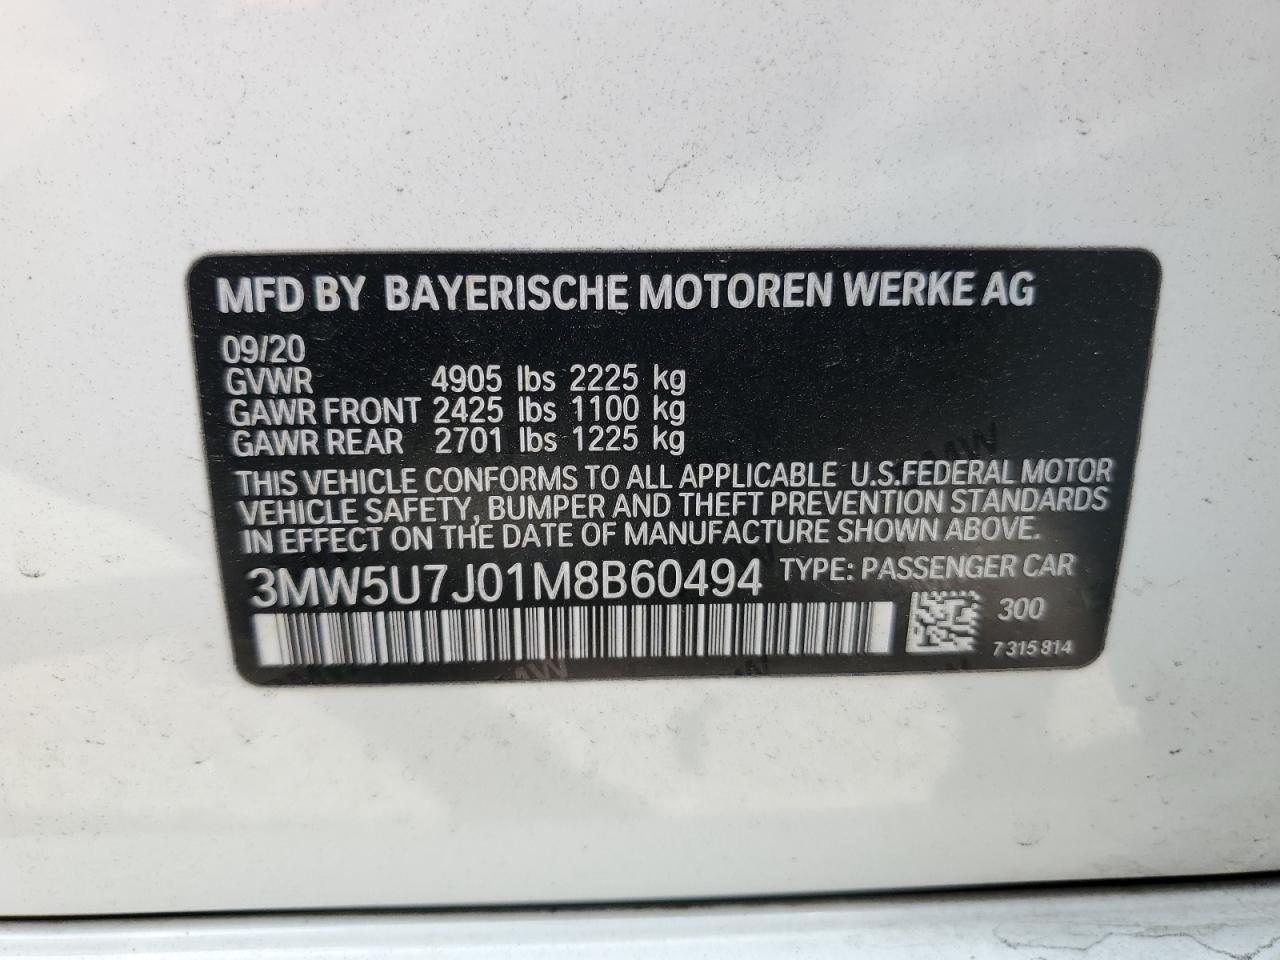 MFD BY BAYERISCHE MOTOREN WERKE AG
09/20
GVWR 4905 lbs 2225 kg
GAWR FRONT 2425 lbs 1100 kg
GAWR REAR 2701 lbs 1225 kg
THIS VEHICLE CONFORMS TO ALL APPLICABLE U.S.FEDERAL MOTOR
VEHICLE SAFETY, BUMPER AND THEFT PREVENTION STANDARDS
IN EFFECT ON THE DATE OF MANUFACTURE SHOWN ABOVE.
3MW5U7J01M8B60494 TYPE: PASSENGER CAR
300
7 315 814